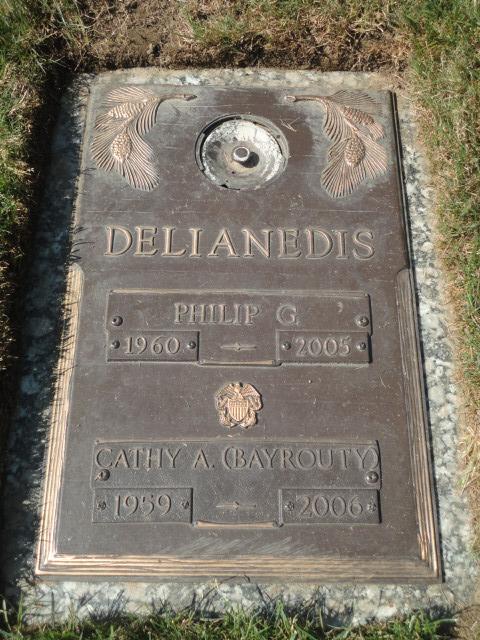 DELIANEDIS
PHILIP G.
1960 2005
CATHY A. (BAYROUTY)
1959 2006